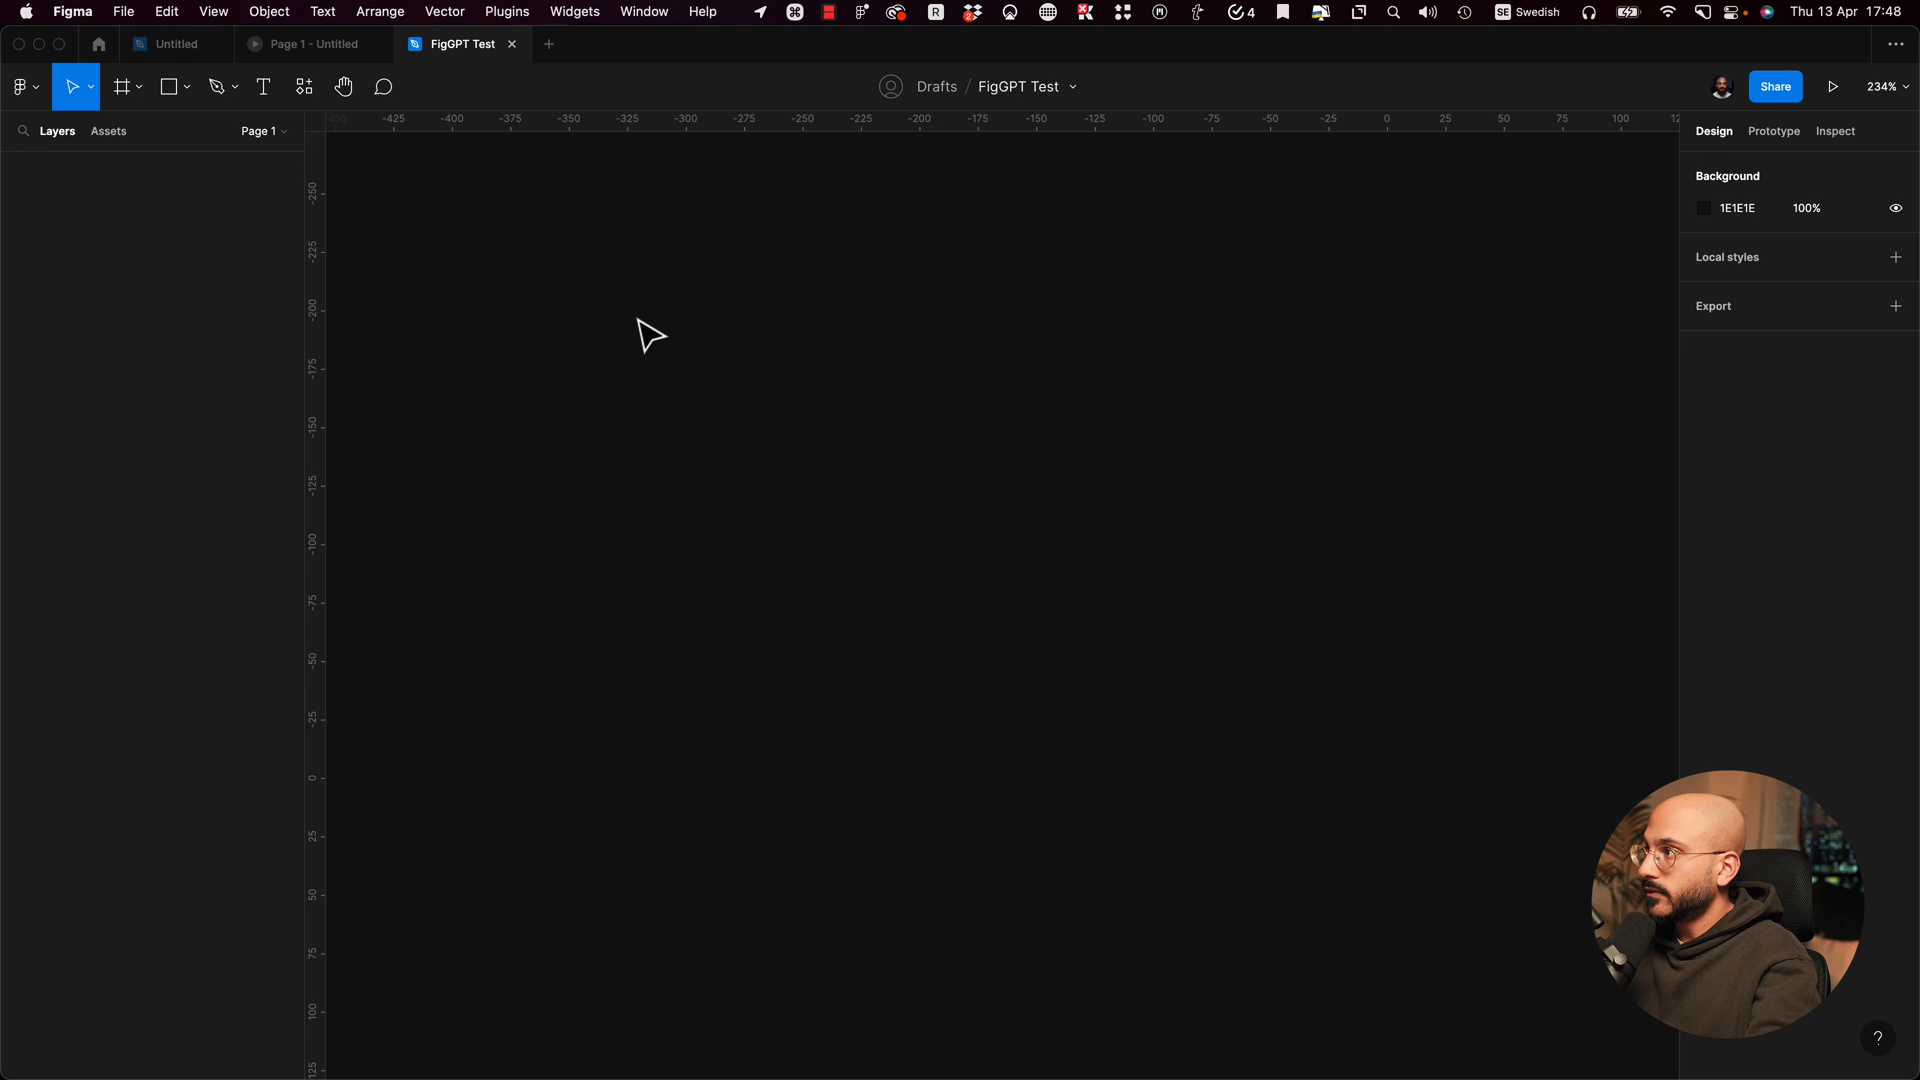 Figma File Edit View Object Text Arrange Vector Plugins Widgets Window Help R 2 4 SE Swedish Thu 13 Apr 17:48
Untitled Page 1 - Untitled FigGPT Test
Drafts / FigGPT Test Share 234%
Layers Assets Page 1
-450 -425 -400 -375 -350 -325 -300 -275 -250 -225 -200 -175 -150 -125 -100 -75 -50 -25 0 25 50 75 100
Design Prototype Inspect
Background
1E1E1E 100%
Local styles
Export
-250
-225
-200
-175
-150
-125
-100
-75
-50
-25
0
25
50
75
100
125
?